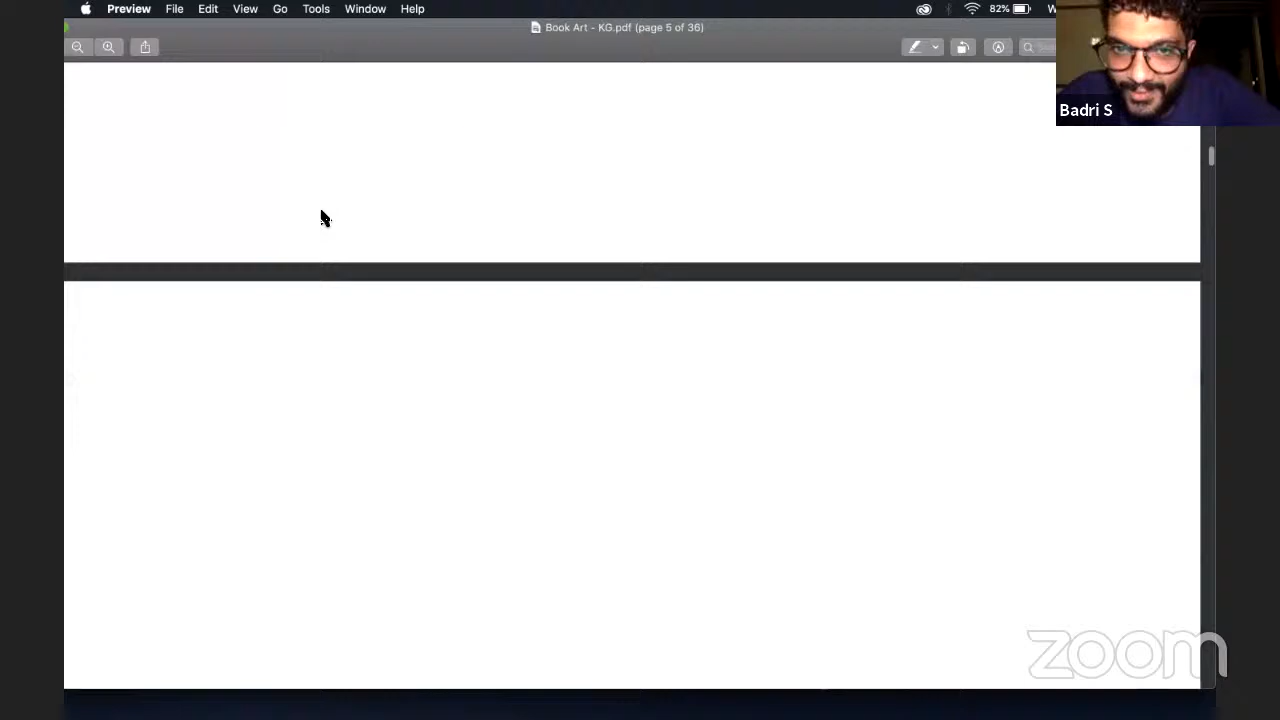 Preview File Edit View Go Tools Window Help 82% W
Book Art - KG.pdf (page 5 of 36)
Badri S
zoom